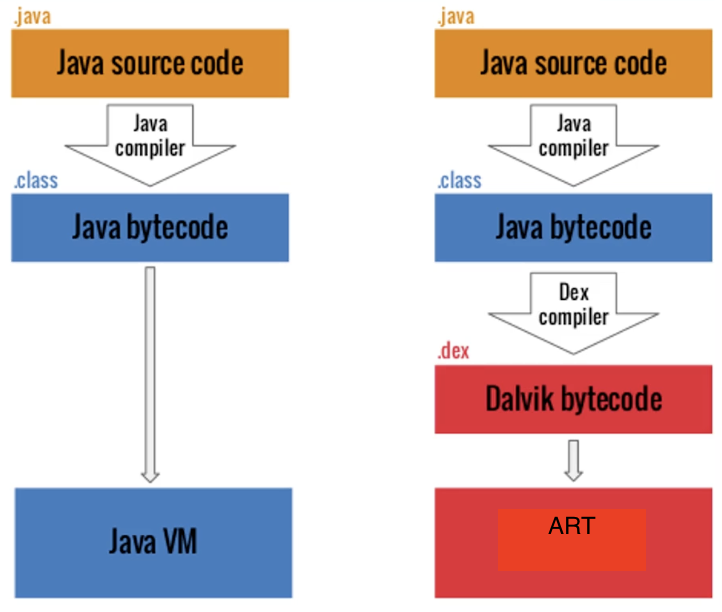 .java
Java source code
Java
compiler
.class
Java bytecode
Java VM
.java
Java source code
Java
compiler
.class
Java bytecode
Dex
compiler
.dex
Dalvik bytecode
ART